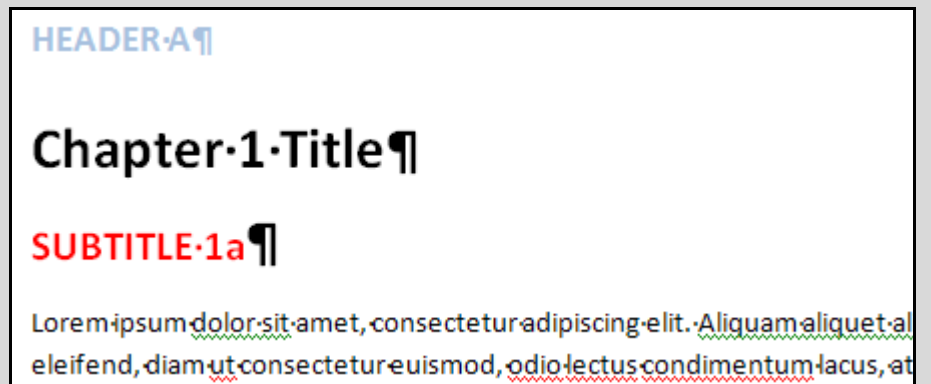 HEADER·A¶
Chapter·1·Title¶
SUBTITLE·1a¶
Lorem·ipsum·dolor·sit·amet,·consectetur·adipiscing·elit.·Aliquam·aliquet·al
eleifend,·diam·ut·consectetur·euismod,·odio·lectus·condimentum·lacus,·at